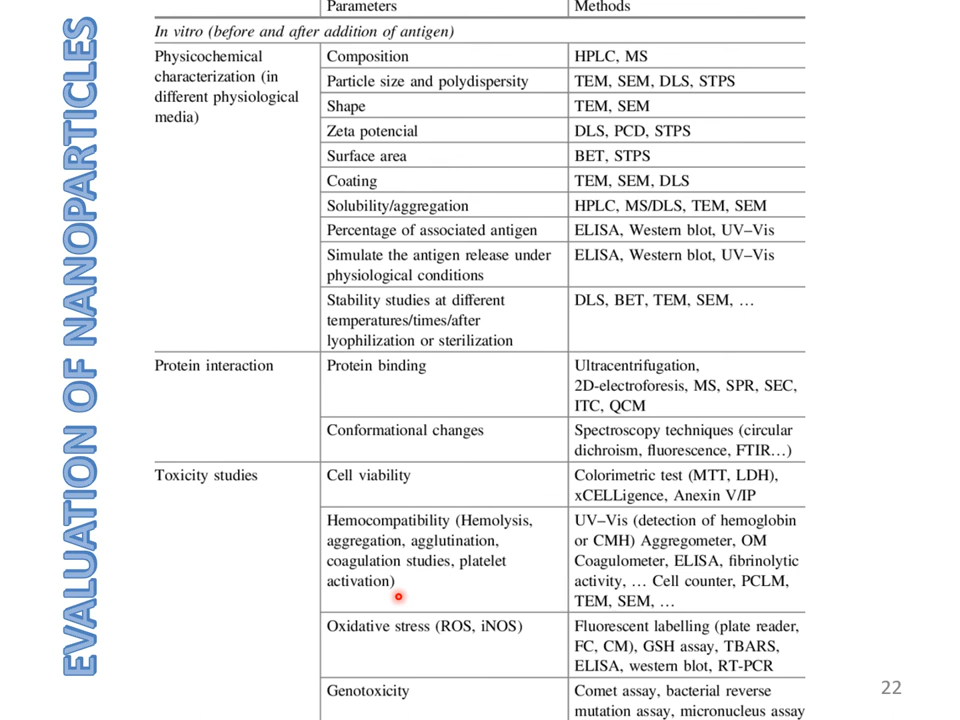 EVALUATION OF NANOPARTICLES
Parameters
Methods
In vitro (before and after addition of antigen)
Physicochemical
characterization (in
different physiological
media)
Composition
HPLC, MS
Particle size and polydispersity
TEM, SEM, DLS, STPS
Shape
TEM, SEM
Zeta potencial
DLS, PCD, STPS
Surface area
BET, STPS
Coating
TEM, SEM, DLS
Solubility/aggregation
HPLC, MS/DLS, TEM, SEM
Percentage of associated antigen
ELISA, Western blot, UV–Vis
Simulate the antigen release under
physiological conditions
ELISA, Western blot, UV–Vis
Stability studies at different
temperatures/times/after
lyophilization or sterilization
DLS, BET, TEM, SEM, …
Protein interaction
Protein binding
Ultracentrifugation,
2D-electroforesis, MS, SPR, SEC,
ITC, QCM
Conformational changes
Spectroscopy techniques (circular
dichroism, fluorescence, FTIR…)
Toxicity studies
Cell viability
Colorimetric test (MTT, LDH),
xCELLigence, Anexin V/IP
Hemocompatibility (Hemolysis,
aggregation, agglutination,
coagulation studies, platelet
activation)
UV–Vis (detection of hemoglobin
or CMH) Aggregometer, OM
Coagulometer, ELISA, fibrinolytic
activity, … Cell counter, PCLM,
TEM, SEM, …
Oxidative stress (ROS, iNOS)
Fluorescent labelling (plate reader,
FC, CM), GSH assay, TBARS,
ELISA, western blot, RT-PCR
Genotoxicity
Comet assay, bacterial reverse
mutation assay, micronucleus assay
22